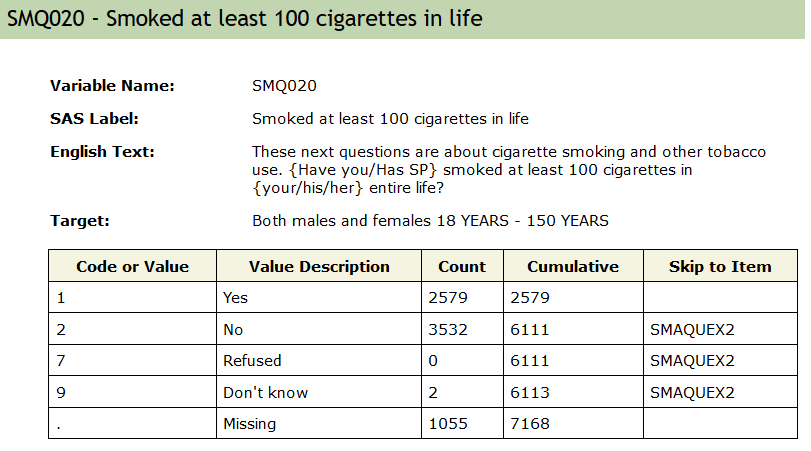 SMQ020 - Smoked at least 100 cigarettes in life
Variable Name: SMQ020
SAS Label: Smoked at least 100 cigarettes in life
English Text: These next questions are about cigarette smoking and other tobacco
use. {Have you/Has SP} smoked at least 100 cigarettes in
{your/his/her} entire life?
Target: Both males and females 18 YEARS - 150 YEARS
Code or Value Value Description Count Cumulative Skip to Item
1 Yes 2579 2579
2 No 3532 6111 SMAQUEX2
7 Refused 0 6111 SMAQUEX2
9 Don't know 2 6113 SMAQUEX2
. Missing 1055 7168